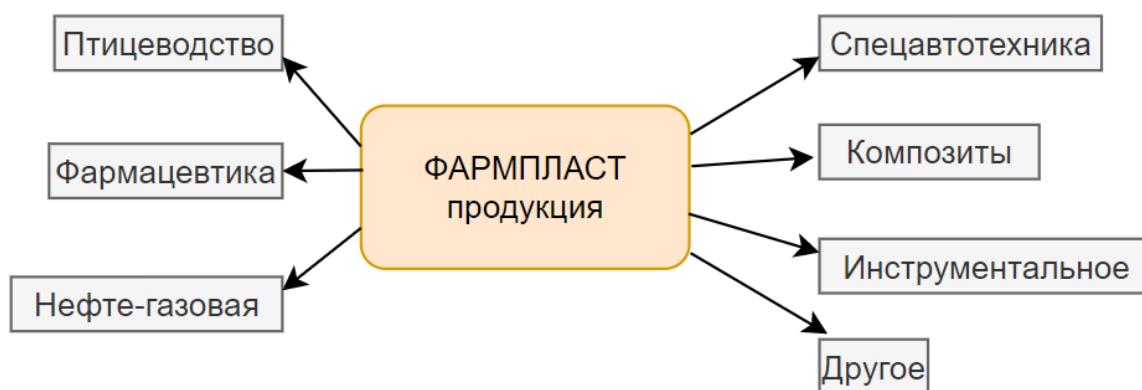 Птицеводство
Фармацевтика
Нефте-газовая
ФАРМПЛАСТ
продукция
Спецавтотехника
Композиты
Инструментальное
Другое